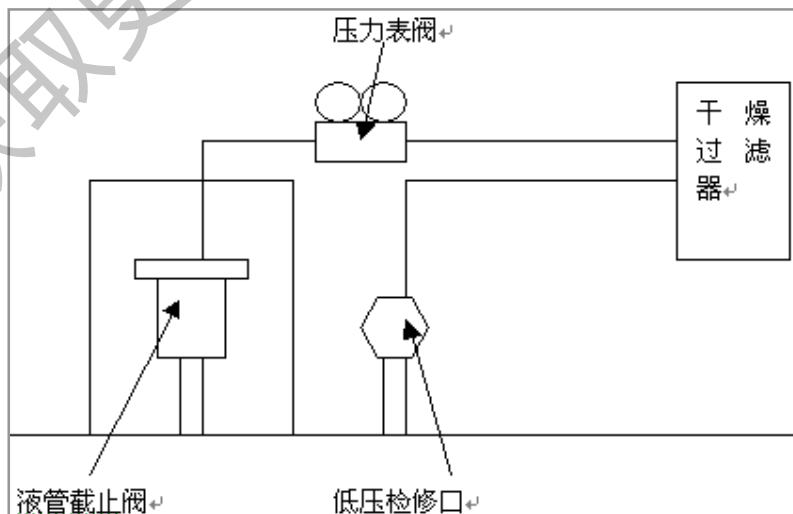 压力表阀
干 燥
过 滤
器
液管截止阀
低压检修口